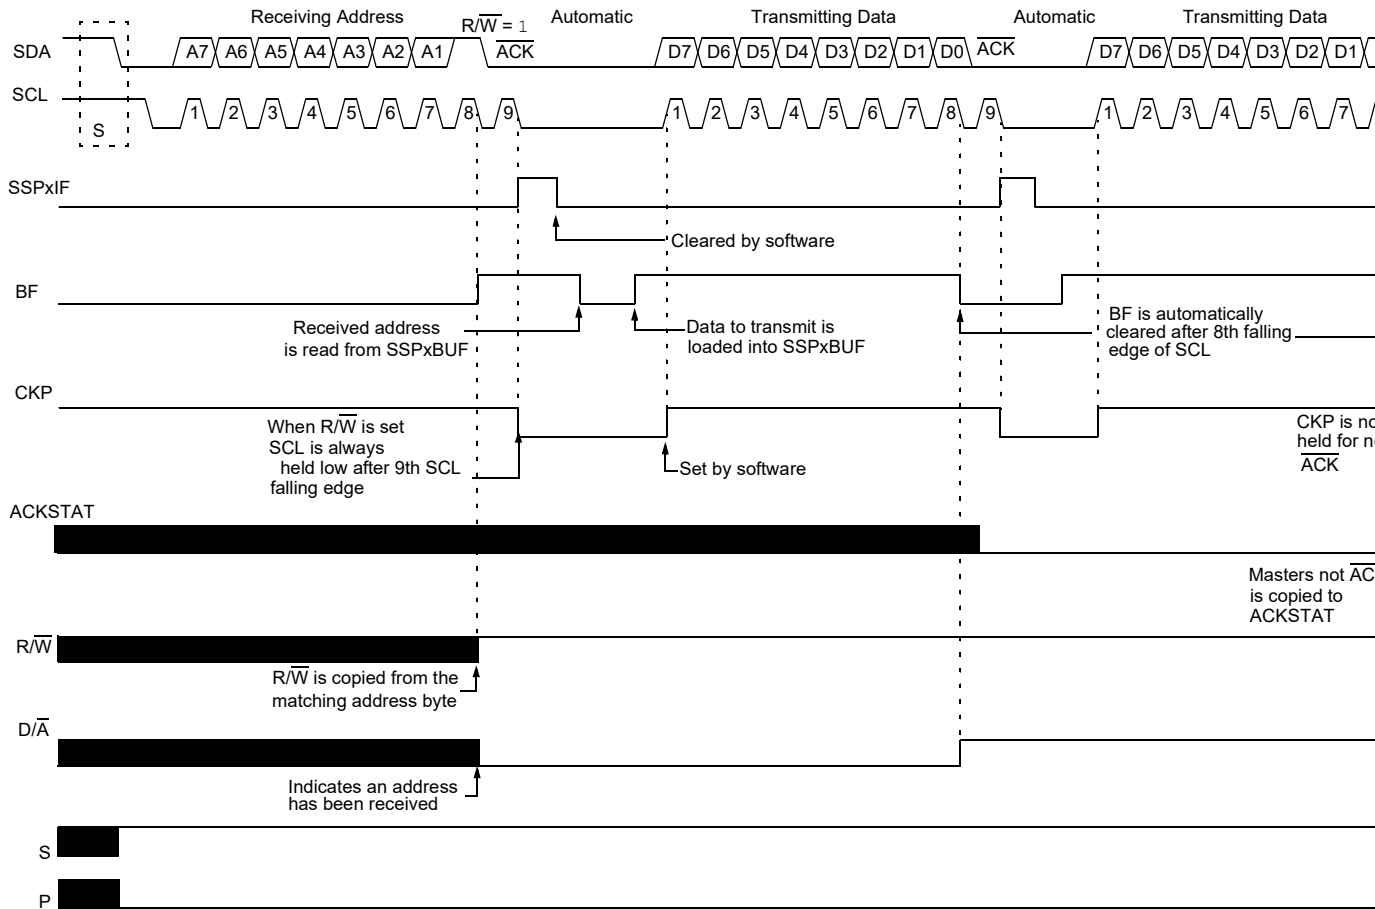 Receiving Address
R/W̅ = 1
Automatic
Transmitting Data
Automatic
Transmitting Data
SDA
A7 A6 A5 A4 A3 A2 A1
A̅C̅K̅
D7 D6 D5 D4 D3 D2 D1 D0
A̅C̅K̅
D7 D6 D5 D4 D3 D2 D1
SCL
1 2 3 4 5 6 7 8 9
1 2 3 4 5 6 7 8 9
1 2 3 4 5 6 7
S
SSPxIF
Cleared by software
BF
Received address
is read from SSPxBUF
Data to transmit is
loaded into SSPxBUF
BF is automatically
cleared after 8th falling
edge of SCL
CKP
When R/W̅ is set
SCL is always
held low after 9th SCL
falling edge
Set by software
CKP is
held for
A̅C̅K̅
ACKSTAT
Masters not
is copied to
ACKSTAT
R/W̅
R/W̅ is copied from the
matching address byte
D/A̅
Indicates an address
has been received
S
P